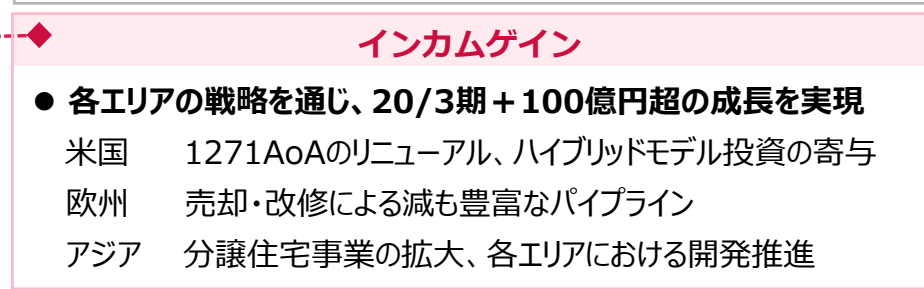 インカムゲイン
● 各エリアの戦略を通じ、20/3期＋100億円超の成長を実現
米国 1271AoAのリニューアル、ハイブリッドモデル投資の寄与
欧州 売却・改修による減も豊富なパイプライン
アジア 分譲住宅事業の拡大、各エリアにおける開発推進